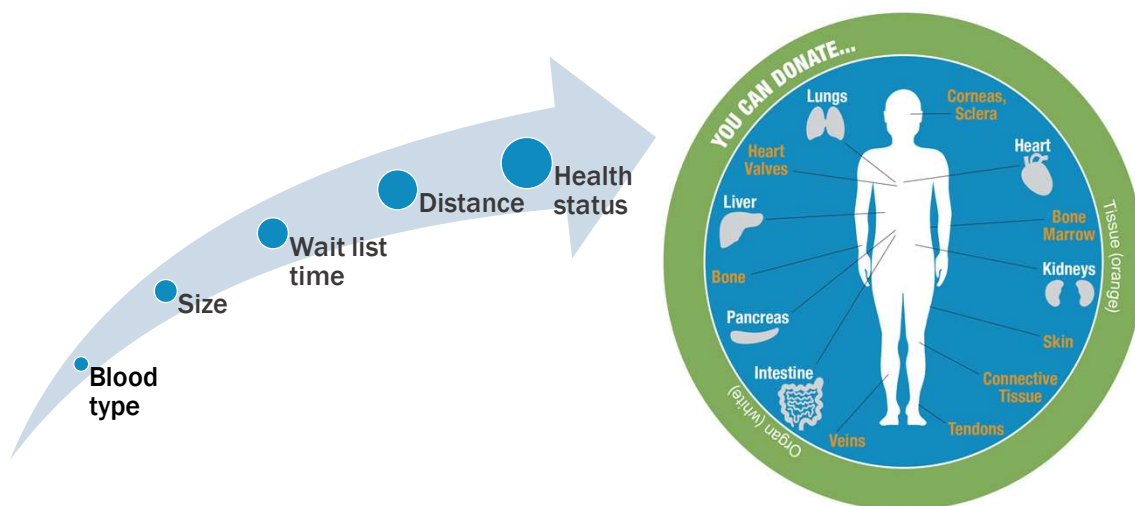 Blood
type
Size
Wait list
time
Distance
Health
status
YOU CAN DONATE...
Lungs
Corneas,
Sclera
Heart
Valves
Heart
Liver
Bone
Marrow
Bone
Kidneys
Pancreas
Skin
Intestine
Connective
Tissue
Veins
Tendons
Organ (white)
Tissue (orange)